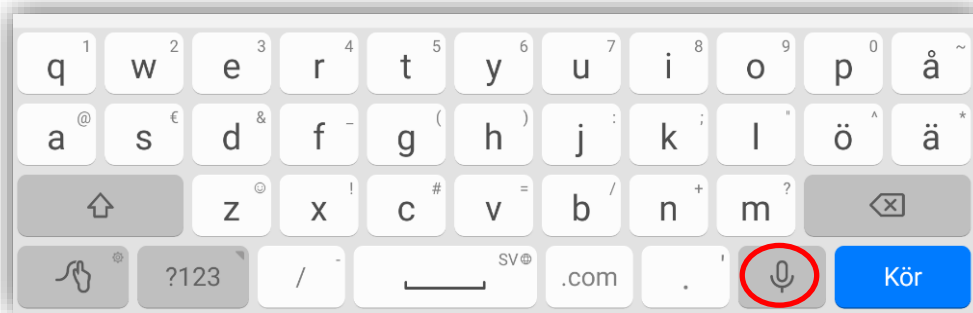 1 2 3 4 5 6 7 8 9 0 ~
q w e r t y u i o p å
@ € & _ ( ) : ; " ^ *
a s d f g h j k l ö ä
! # = / + ?
z x c v b n m
- SV '
?123 / .com . Kör